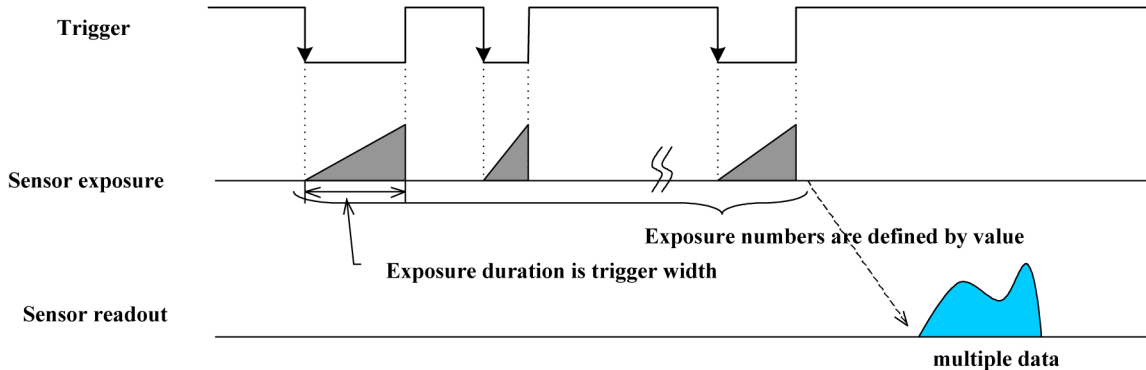 Trigger
Sensor exposure
Exposure numbers are defined by value
Exposure duration is trigger width
Sensor readout
multiple data